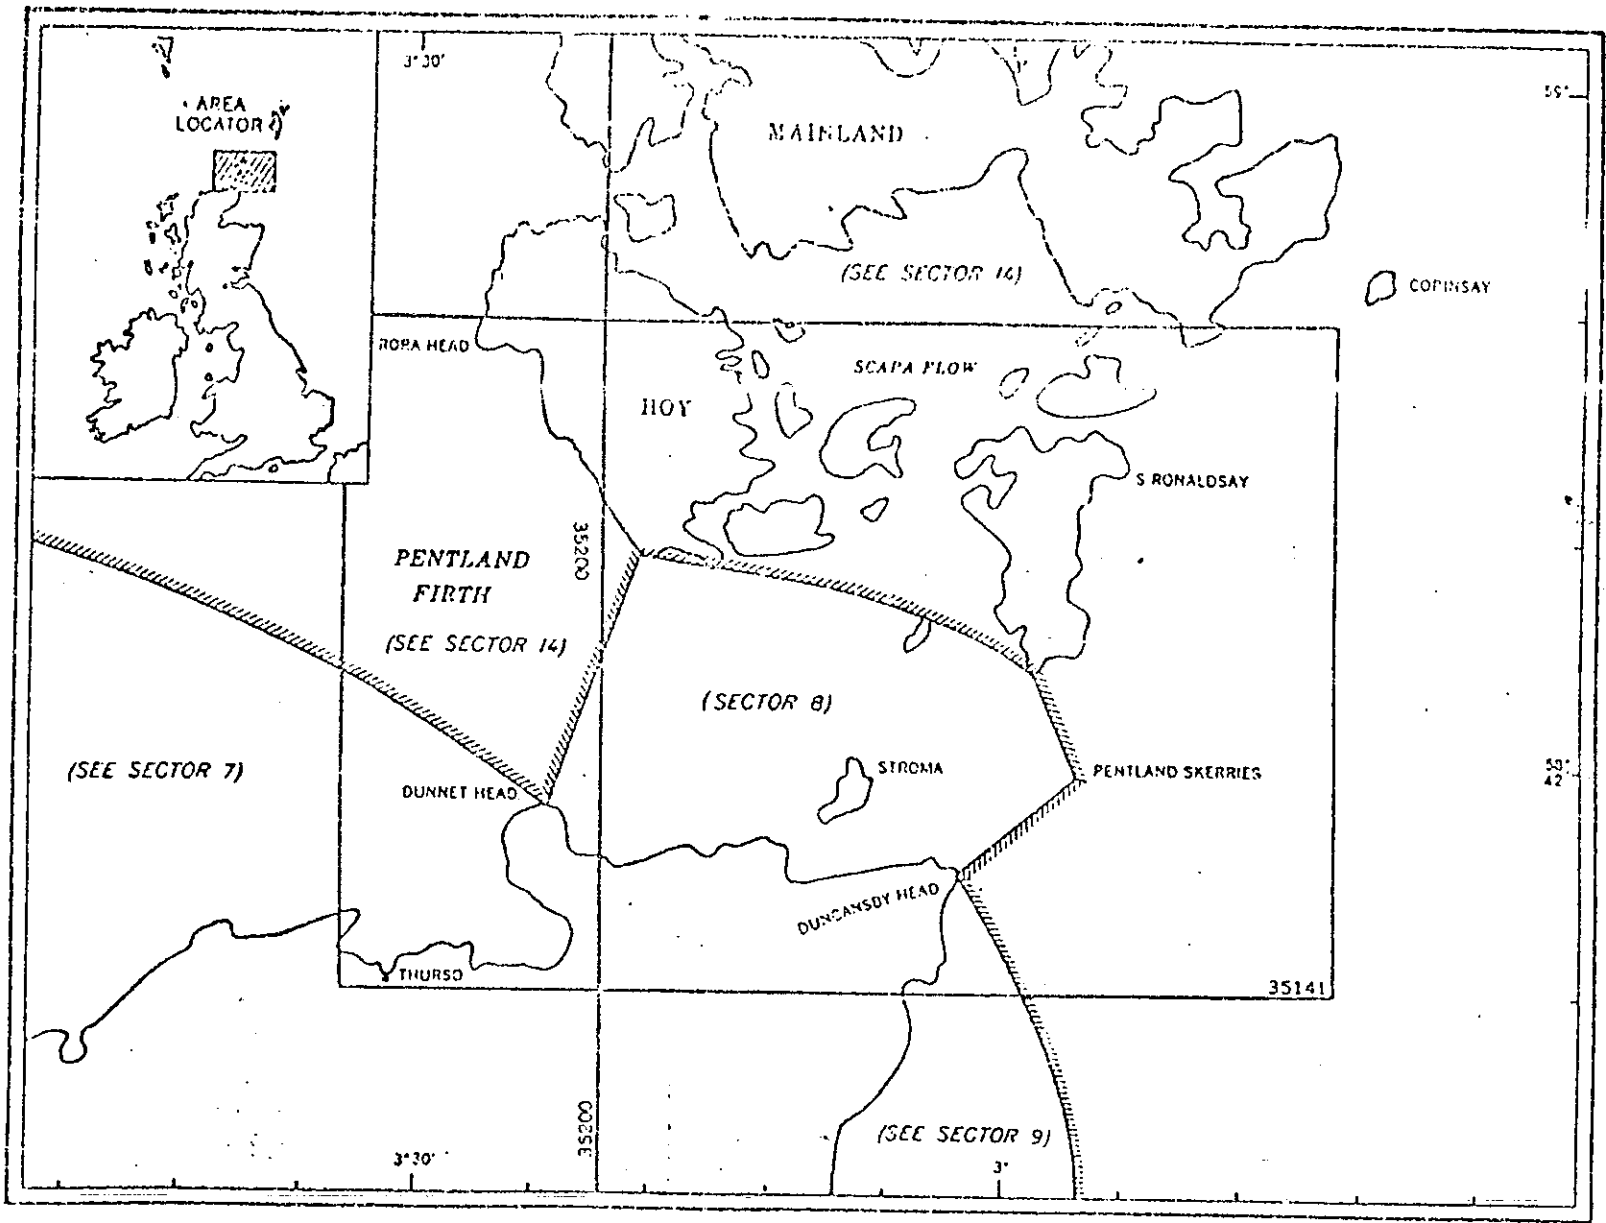 3°30'
59°
AREA
LOCATOR
MAINLAND
(SEE SECTOR 14)
COPINSAY
RORA HEAD
SCAPA FLOW
HOY
S RONALDSAY
35200
PENTLAND
FIRTH
(SEE SECTOR 14)
(SECTOR 8)
(SEE SECTOR 7)
STROMA
PENTLAND SKERRIES
58°
42'
DUNNET HEAD
DUNCANSBY HEAD
THURSO
35141
35200
(SEE SECTOR 9)
3°30'
3°